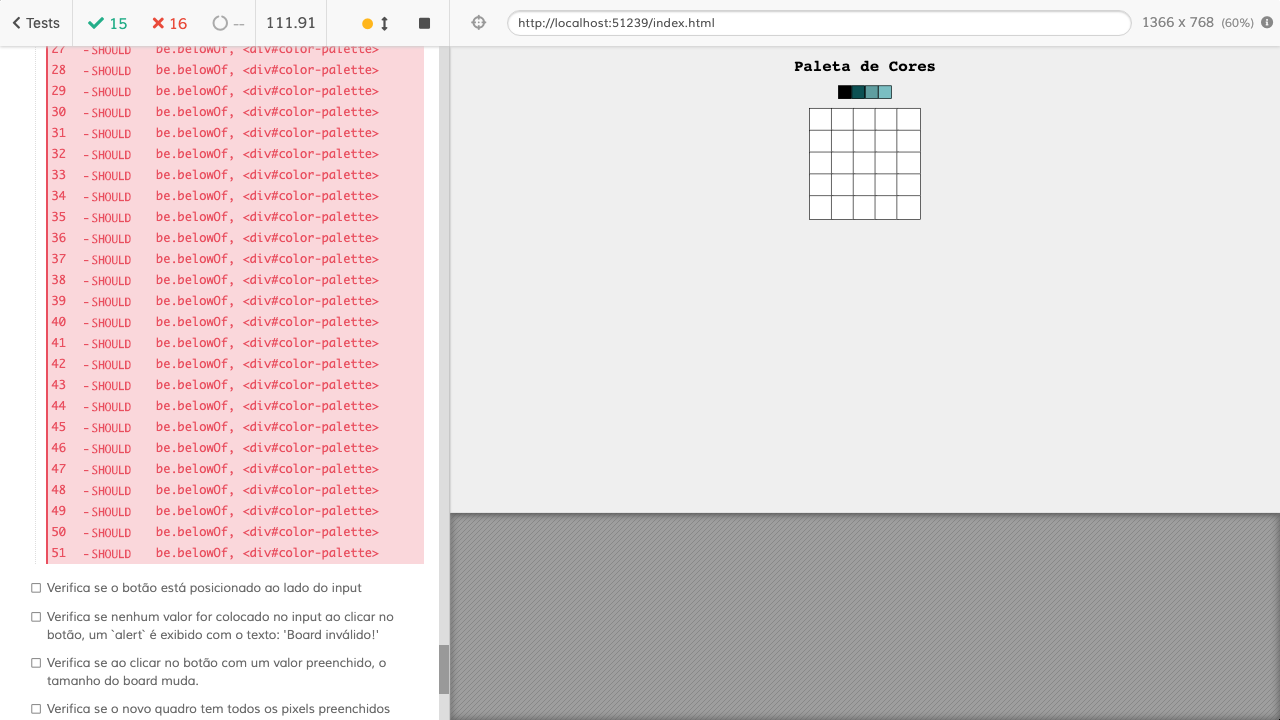 Tests 15 16 -- 111.91 http://localhost:51239/index.html 1366 x 768 (60%)
27 -SHOULD be.belowOf, <div#color-palette>
28 -SHOULD be.belowOf, <div#color-palette>
29 -SHOULD be.belowOf, <div#color-palette>
30 -SHOULD be.belowOf, <div#color-palette>
31 -SHOULD be.belowOf, <div#color-palette>
32 -SHOULD be.belowOf, <div#color-palette>
33 -SHOULD be.belowOf, <div#color-palette>
34 -SHOULD be.belowOf, <div#color-palette>
35 -SHOULD be.belowOf, <div#color-palette>
36 -SHOULD be.belowOf, <div#color-palette>
37 -SHOULD be.belowOf, <div#color-palette>
38 -SHOULD be.belowOf, <div#color-palette>
39 -SHOULD be.belowOf, <div#color-palette>
40 -SHOULD be.belowOf, <div#color-palette>
41 -SHOULD be.belowOf, <div#color-palette>
42 -SHOULD be.belowOf, <div#color-palette>
43 -SHOULD be.belowOf, <div#color-palette>
44 -SHOULD be.belowOf, <div#color-palette>
45 -SHOULD be.belowOf, <div#color-palette>
46 -SHOULD be.belowOf, <div#color-palette>
47 -SHOULD be.belowOf, <div#color-palette>
48 -SHOULD be.belowOf, <div#color-palette>
49 -SHOULD be.belowOf, <div#color-palette>
50 -SHOULD be.belowOf, <div#color-palette>
51 -SHOULD be.belowOf, <div#color-palette>
Verifica se o botão está posicionado ao lado do input
Verifica se nenhum valor for colocado no input ao clicar no
botão, um `alert` é exibido com o texto: 'Board inválido!'
Verifica se ao clicar no botão com um valor preenchido, o
tamanho do board muda.
Verifica se o novo quadro tem todos os pixels preenchidos
Paleta de Cores